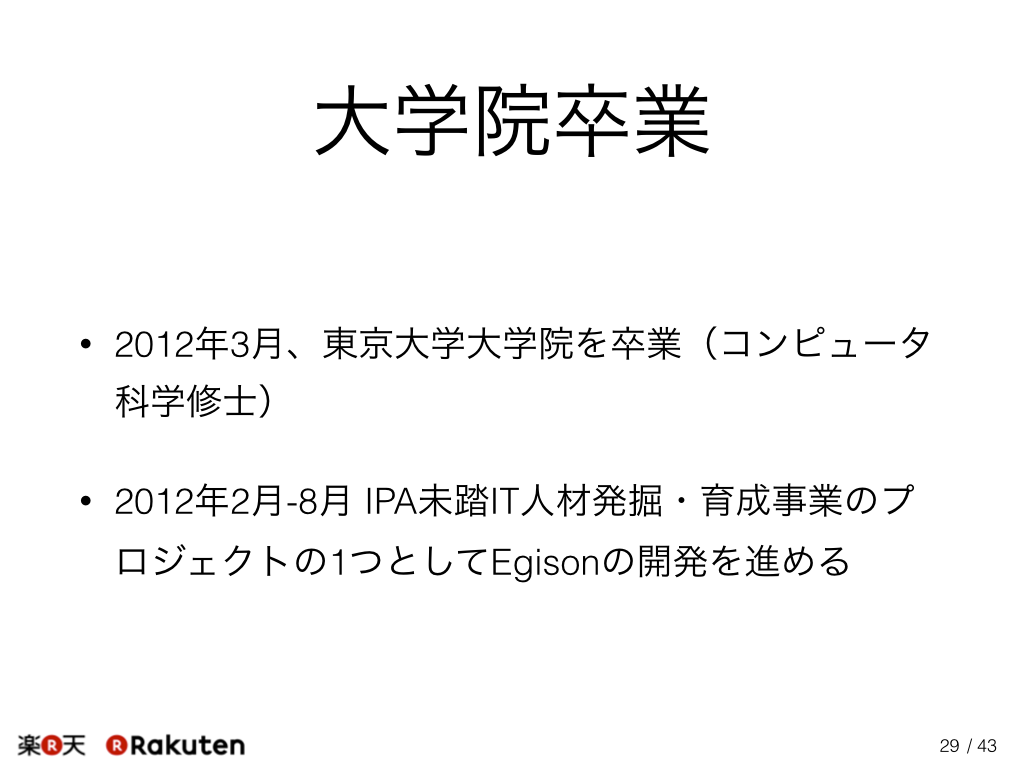 大学院卒業
• 2012年3月、東京大学大学院を卒業（コンピュータ
科学修士）
• 2012年2月-8月 IPA未踏IT人材発掘・育成事業のプ
ロジェクトの1つとしてEgisonの開発を進める
楽R天 R Rakuten
29 / 43